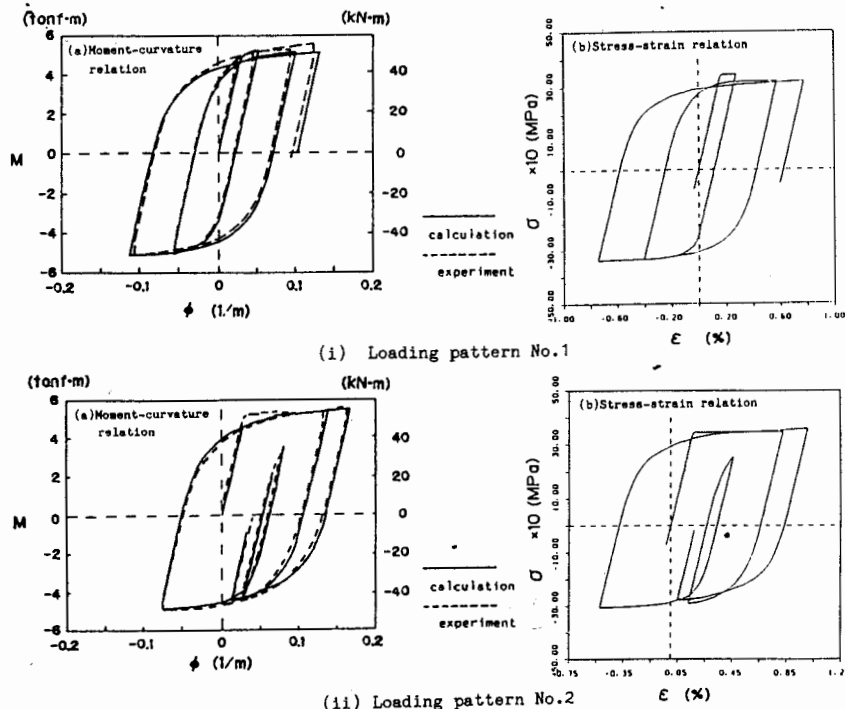 (tonf-m) (kN-m)
(a)Moment-curvature
relation
6
4
2
0
-2
-4
-6
M
40
20
0
-20
-40
-0.2 -0.1 0 0.1 0.2
φ (1/m)
calculation
experiment
(b)Stress-strain relation
50.00
30.00
10.00
-10.00
-30.00
-50.00
σ ×10 (MPa)
-1.00 -0.60 -0.20 0.20 0.60 1.00
ε (%)
(i) Loading pattern No.1
(tonf-m) (kN-m)
(a)Moment-curvature
relation
6
4
2
0
-2
-4
-6
M
40
20
0
-20
-40
-0.2 -0.1 0 0.1 0.2
φ (1/m)
calculation
experiment
(b)Stress-strain relation
50.00
30.00
10.00
-10.00
-30.00
-50.00
σ ×10 (MPa)
-0.75 -0.35 0.05 0.45 0.85 1.2
ε (%)
(ii) Loading pattern No.2